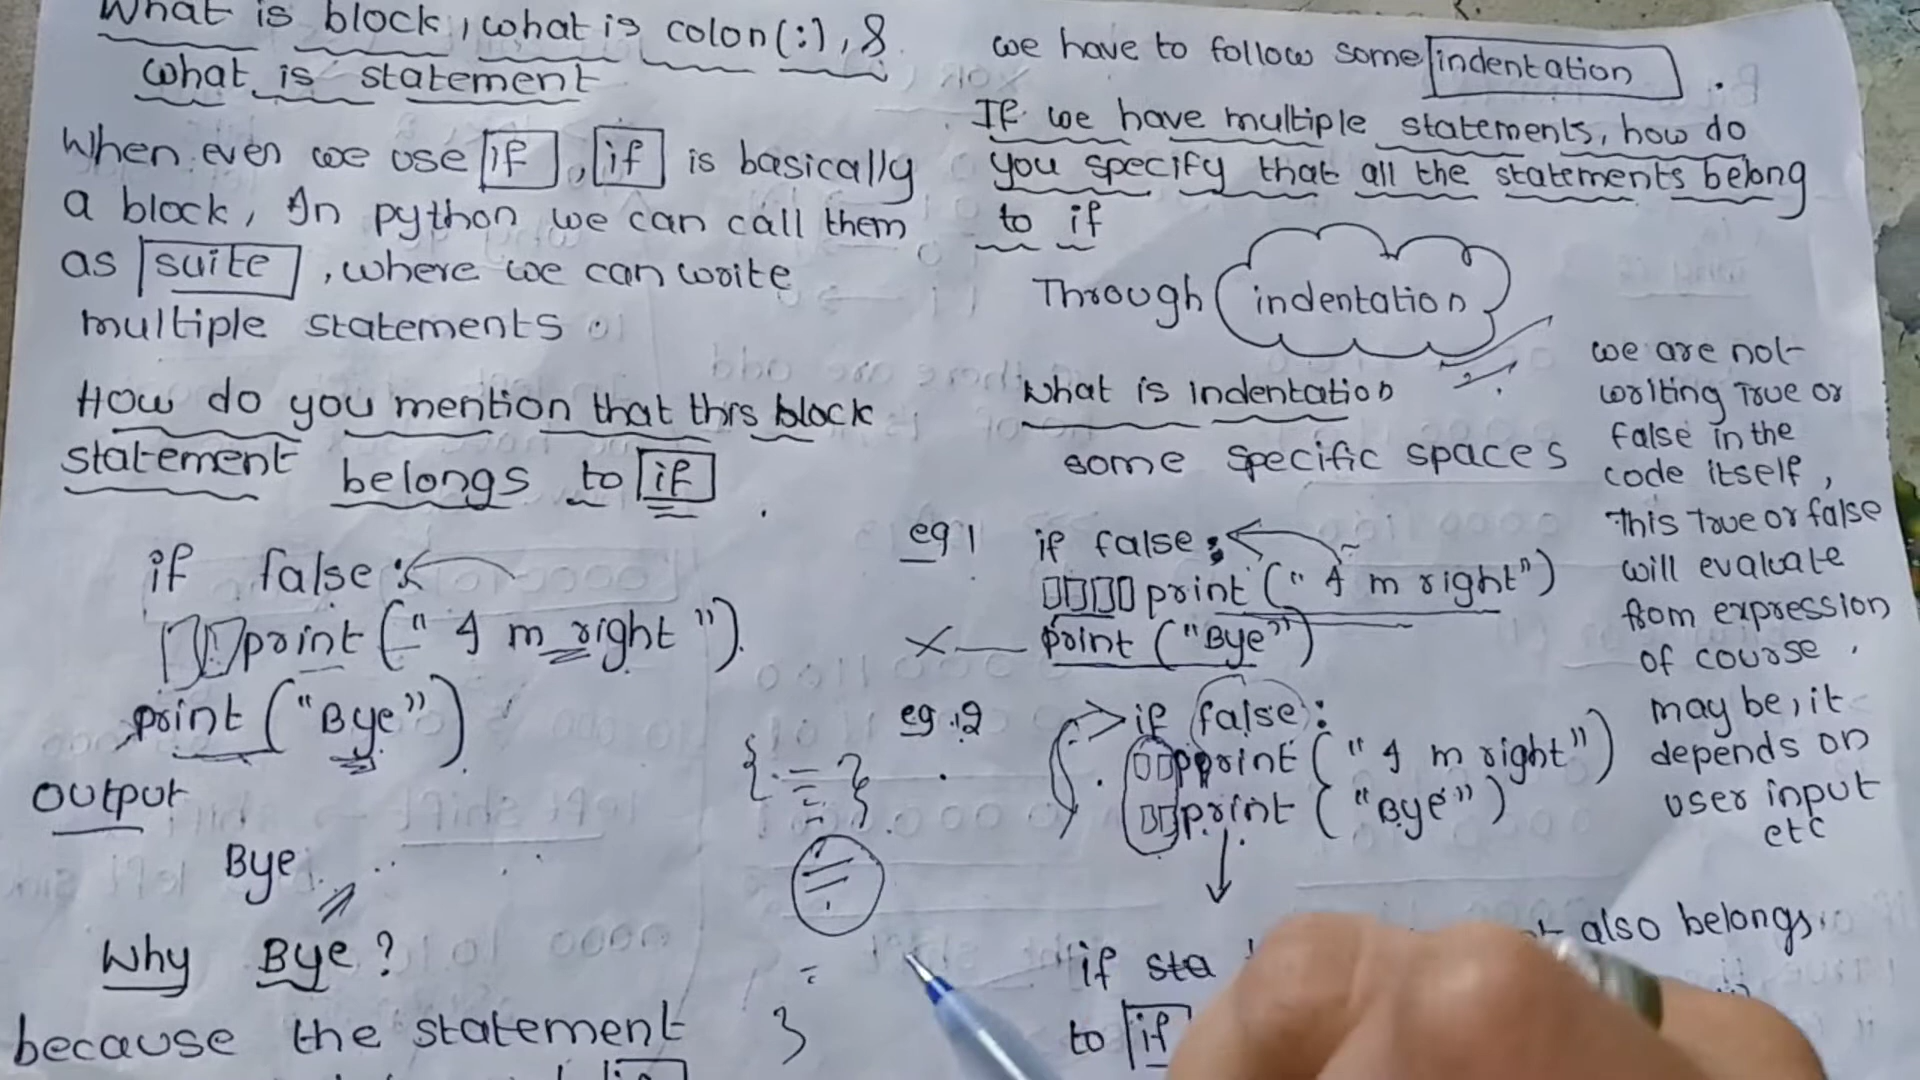 What is block, what is colon(:), &
what is statement
When even we use if, if is basically
a block, In python we can call them
as suite, where we can write
multiple statements
How do you mention that this block
statement belongs to if.
if false:
print ("I m right").
print ("Bye")
output
Bye
Why Bye?
because the statement
we have to follow some indentation.
If we have multiple statements, how do
you specify that all the statements belong
to if
Through indentation
What is Indentation
some specific spaces
eg 1 if false:
print ("I m right")
print ("Bye")
eg.2 if false:
print ("I m right")
print ("Bye")
if sta
also belongs
to if
we are not
writing True or
false in the
code itself,
This True or false
will evaluate
from expression
of course,
may be, it
depends on
user input
etc